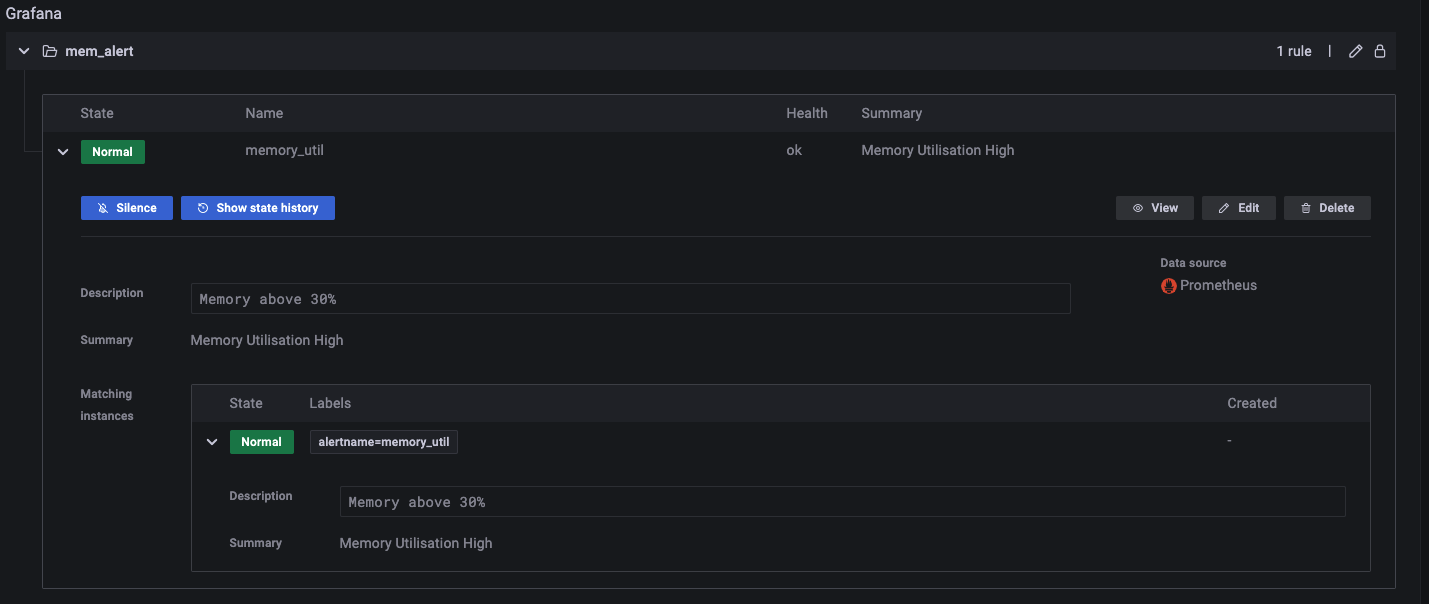 Grafana
mem_alert 1 rule |
State Name Health Summary
Normal memory_util ok Memory Utilisation High
Silence Show state history View Edit Delete
Data source
Prometheus
Description Memory above 30%
Summary Memory Utilisation High
Matching
instances
State Labels Created
Normal alertname=memory_util -
Description Memory above 30%
Summary Memory Utilisation High